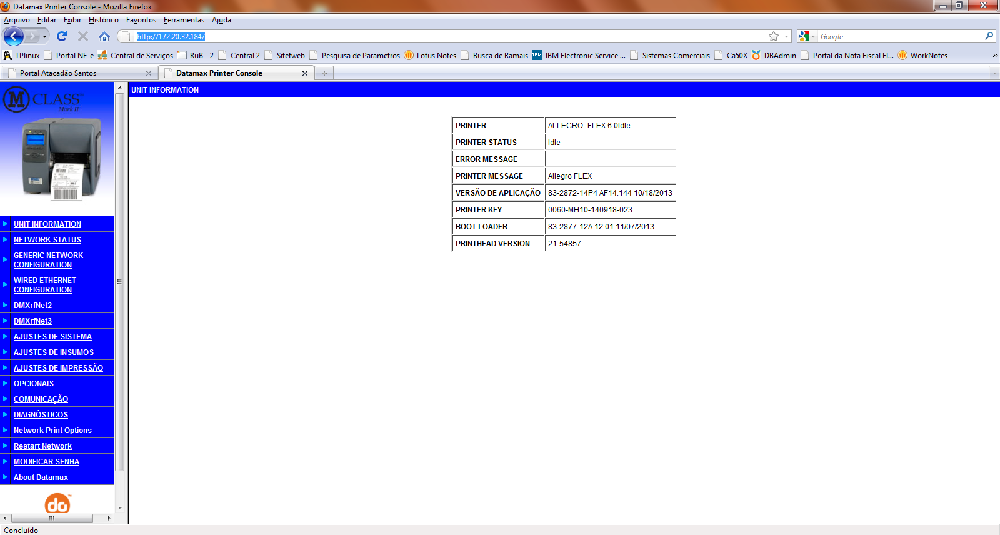 Datamax Printer Console - Mozilla Firefox
Arquivo Editar Exibir Histórico Favoritos Ferramentas Ajuda
http://172.20.32.184/
Google
TPlinux Portal NF-e Central de Serviços RuB - 2 Central 2 Sitefweb Pesquisa de Parametros Lotus Notes Busca de Ramais IBM IBM Electronic Service ... Sistemas Comerciais Ca50X DBAdmin Portal da Nota Fiscal El... WorkNotes »
Portal Atacadão Santos
Datamax Printer Console
M CLASS
Mark II
UNIT INFORMATION
NETWORK STATUS
GENERIC NETWORK
CONFIGURATION
WIRED ETHERNET
CONFIGURATION
DMXrfNet2
DMXrfNet3
AJUSTES DE SISTEMA
AJUSTES DE INSUMOS
AJUSTES DE IMPRESSÃO
OPCIONAIS
COMUNICAÇÃO
DIAGNÓSTICOS
Network Print Options
Restart Network
MODIFICAR SENHA
About Datamax
do™
UNIT INFORMATION
PRINTER ALLEGRO_FLEX 6.0Idle
PRINTER STATUS Idle
ERROR MESSAGE
PRINTER MESSAGE Allegro FLEX
VERSÃO DE APLICAÇÃO 83-2872-14P4 AF14.144 10/18/2013
PRINTER KEY 0060-MH10-140918-023
BOOT LOADER 83-2877-12A 12.01 11/07/2013
PRINTHEAD VERSION 21-54857
Concluído